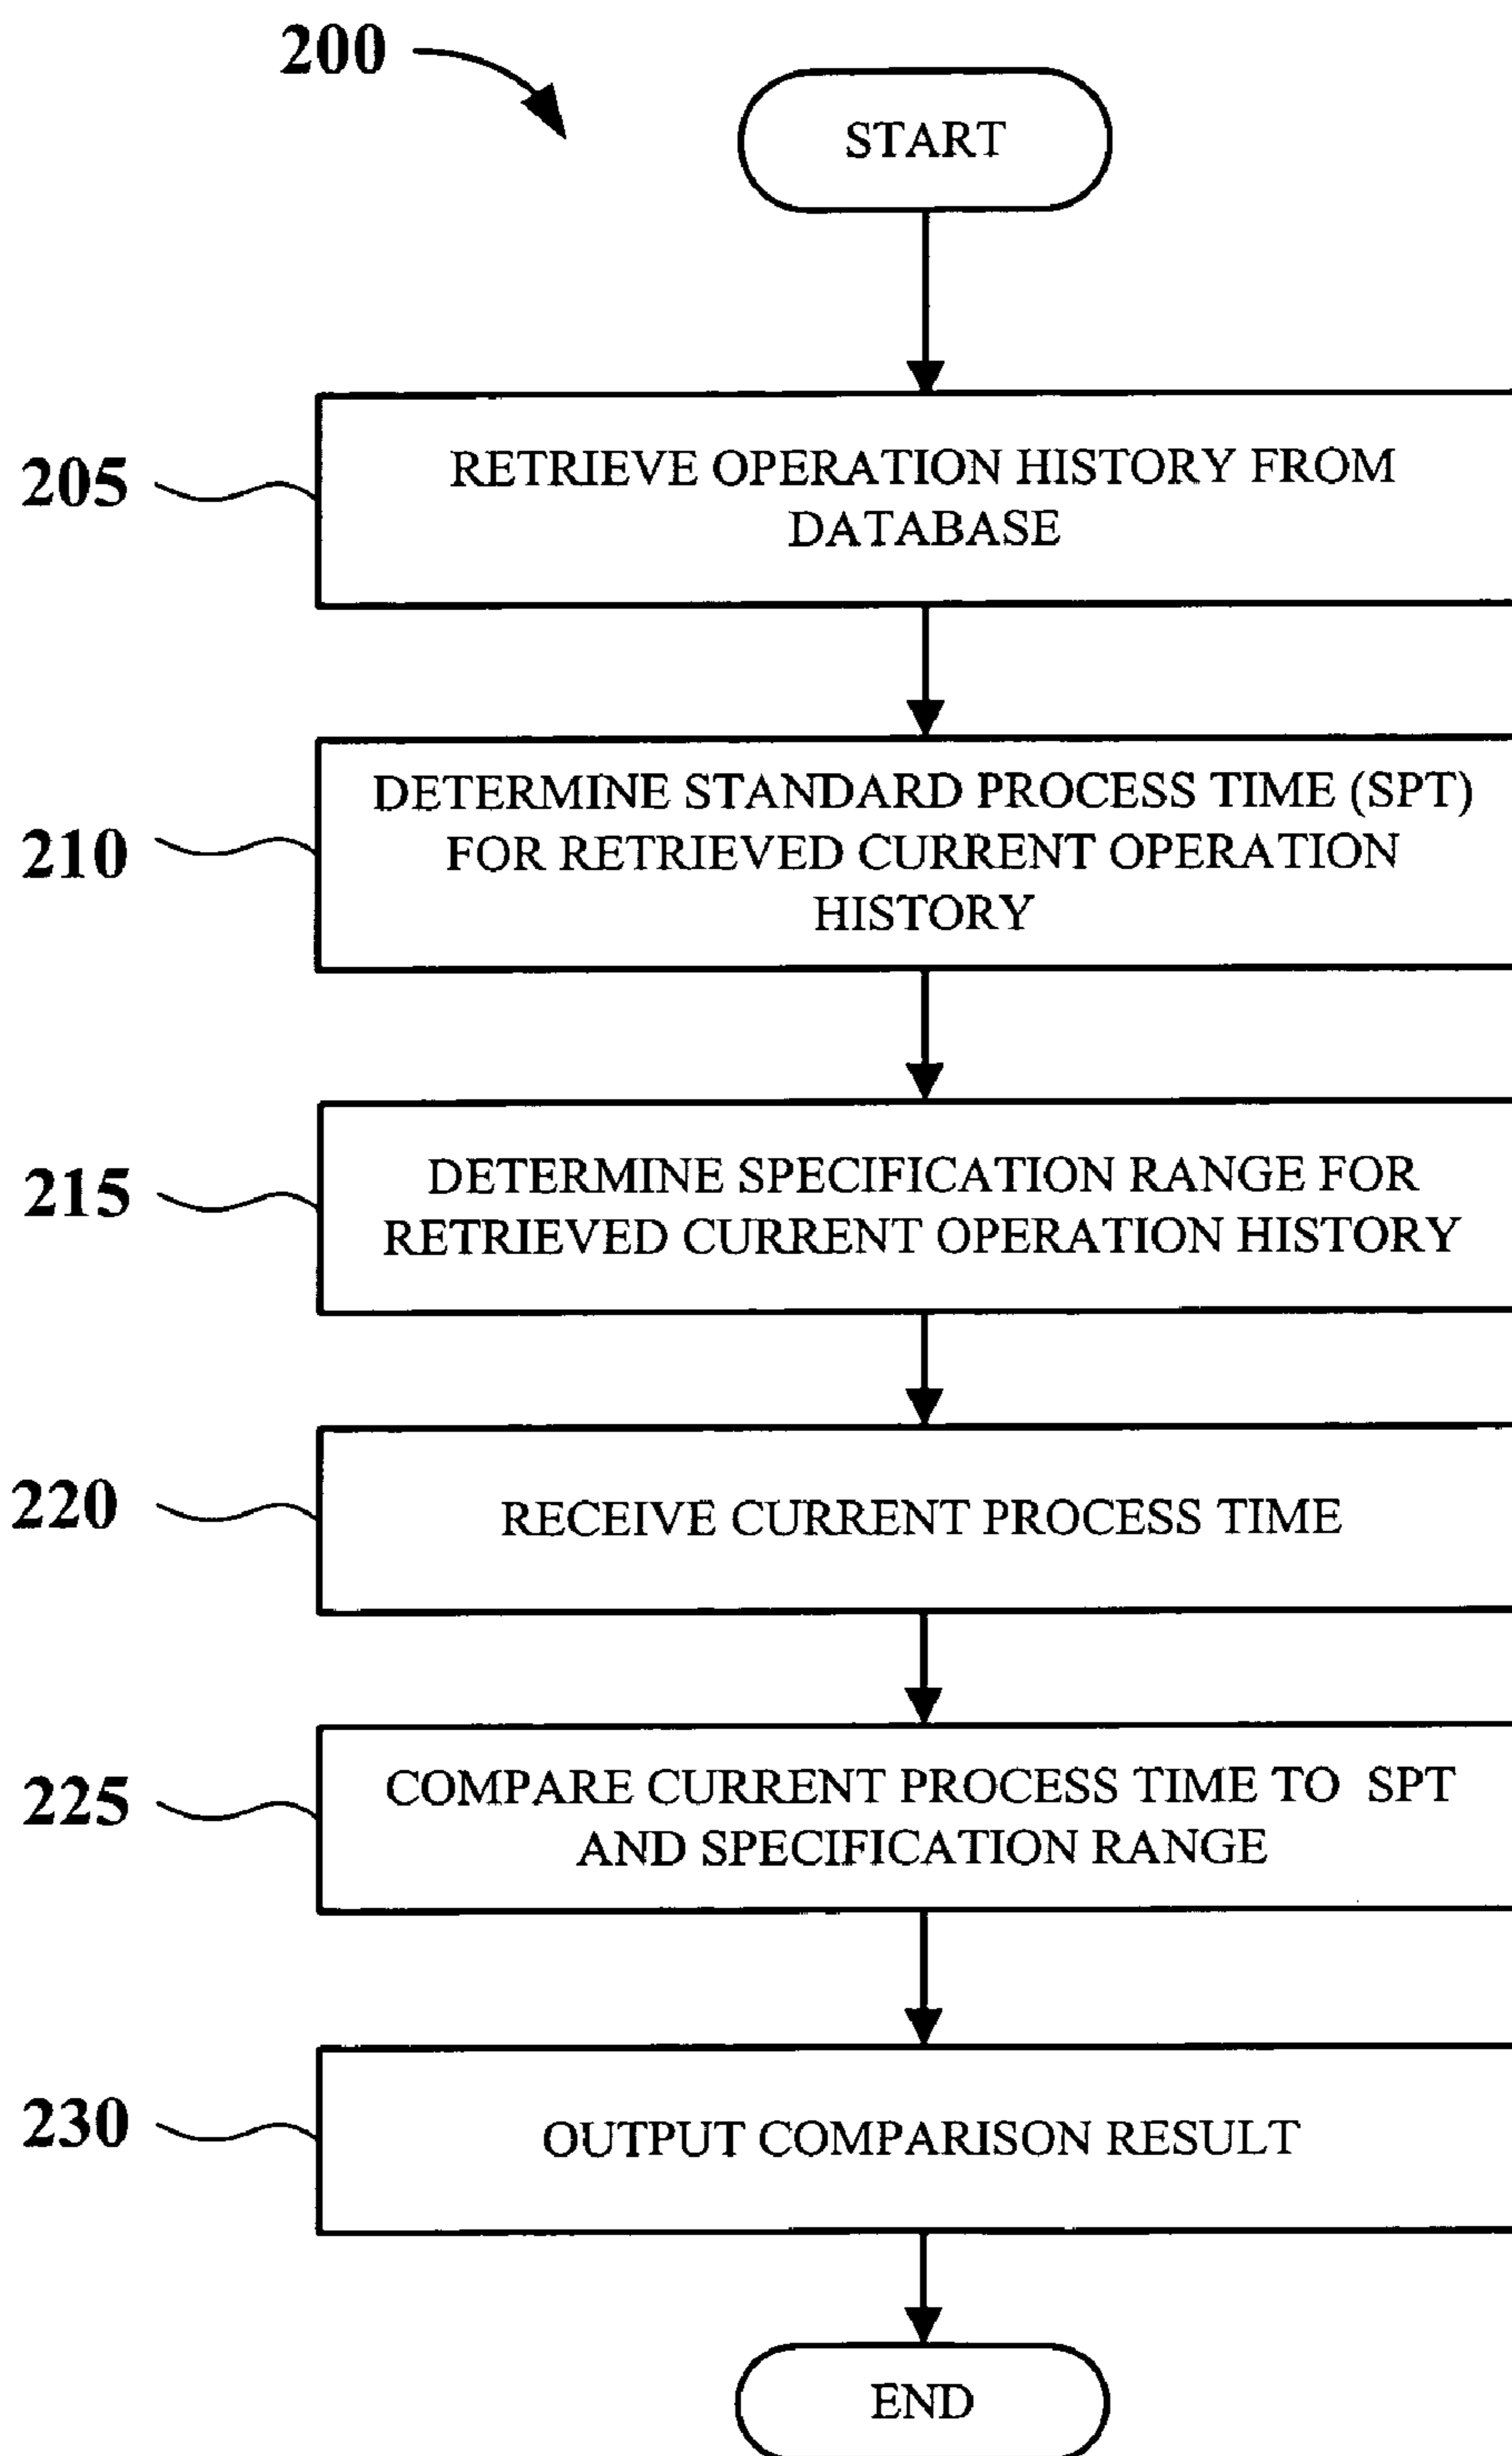 200
START
205
RETRIEVE OPERATION HISTORY FROM
DATABASE
210
DETERMINE STANDARD PROCESS TIME (SPT)
FOR RETRIEVED CURRENT OPERATION
HISTORY
215
DETERMINE SPECIFICATION RANGE FOR
RETRIEVED CURRENT OPERATION HISTORY
220
RECEIVE CURRENT PROCESS TIME
225
COMPARE CURRENT PROCESS TIME TO SPT
AND SPECIFICATION RANGE
230
OUTPUT COMPARISON RESULT
END